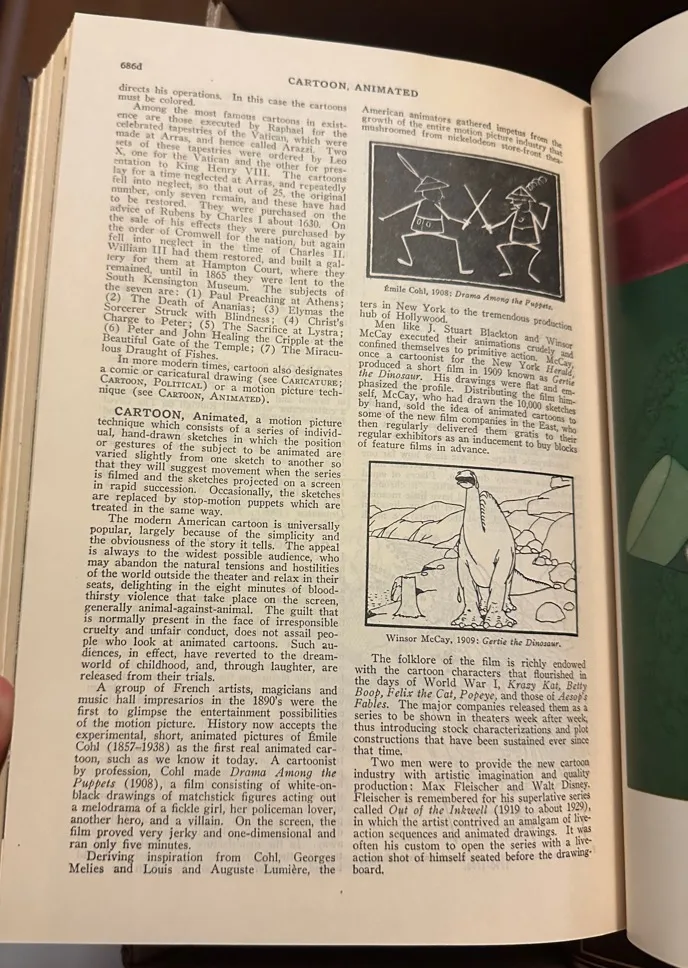 686d
CARTOON, ANIMATED
directs his operations. In this case the cartoons
must be colored.
Among the most famous cartoons in exist-
ence are those executed by Raphael for the
celebrated tapestries of the Vatican, which were
made at Arras, and hence called Arazzi. Two
sets of these tapestries were ordered by Leo
X, one for the Vatican and the other for pres-
entation to King Henry VIII. The cartoons
lay for a time neglected at Arras, and repeatedly
fell into neglect, so that out of 25, the original
number, only seven remain, and these have had
to be restored. They were purchased on the
advice of Rubens by Charles I about 1630. On
the sale of his effects they were purchased by
the order of Cromwell for the nation, but again
fell into neglect in the time of Charles II.
William III had them restored, and built a gal-
lery for them at Hampton Court, where they
remained, until in 1865 they were lent to the
South Kensington Museum. The subjects of
the seven are: (1) Paul Preaching at Athens;
(2) The Death of Ananias; (3) Elymas the
Sorcerer Struck with Blindness; (4) Christ's
Charge to Peter; (5) The Sacrifice at Lystra;
(6) Peter and John Healing the Cripple at the
Beautiful Gate of the Temple; (7) The Miracu-
lous Draught of Fishes.
In more modern times, cartoon also designates
a comic or caricatural drawing (see CARICATURE;
CARTOON, POLITICAL) or a motion picture tech-
nique (see CARTOON, ANIMATED).
CARTOON, Animated, a motion picture
technique which consists of a series of individ-
ual, hand-drawn sketches in which the position
or gestures of the subject to be animated are
varied slightly from one sketch to another so
that they will suggest movement when the series
is filmed and the sketches projected on a screen
in rapid succession. Occasionally, the sketches
are replaced by stop-motion puppets which are
treated in the same way.
The modern American cartoon is universally
popular, largely because of the simplicity and
the obviousness of the story it tells. The appeal
is always to the widest possible audience, who
may abandon the natural tensions and hostilities
of the world outside the theater and relax in their
seats, delighting in the eight minutes of blood-
thirsty violence that take place on the screen,
generally animal-against-animal. The guilt that
is normally present in the face of irresponsible
cruelty and unfair conduct, does not assail peo-
ple who look at animated cartoons. Such au-
diences, in effect, have reverted to the dream-
world of childhood, and, through laughter, are
released from their trials.
A group of French artists, magicians and
music hall impresarios in the 1890's were the
first to glimpse the entertainment possibilities
of the motion picture. History now accepts the
experimental, short, animated pictures of Émile
Cohl (1857-1938) as the first real animated car-
toon, such as we know it today. A cartoonist
by profession, Cohl made Drama Among the
Puppets (1908), a film consisting of white-on-
black drawings of matchstick figures acting out
a melodrama of a fickle girl, her policeman lover,
another hero, and a villain. On the screen, the
film proved very jerky and one-dimensional and
ran only five minutes.
Deriving inspiration from Cohl, Georges
Melies and Louis and Auguste Lumière, the
American animators gathered impetus from the
growth of the entire motion picture industry that
mushroomed from nickelodeon store-front thea-
Émile Cohl, 1908: Drama Among the Puppets.
ters in New York to the tremendous production
hub of Hollywood.
Men like J. Stuart Blackton and Winsor
McCay executed their animations crudely and
confined themselves to primitive action. McCay,
once a cartoonist for the New York Herald,
produced a short film in 1909 known as Gertie
the Dinosaur. His drawings were flat and em-
phasized the profile. Distributing the film him-
self, McCay, who had drawn the 10,000 sketches
by hand, sold the idea of animated cartoons to
some of the new film companies in the East, who
then regularly delivered them gratis to their
regular exhibitors as an inducement to buy blocks
of feature films in advance.
Winsor McCay, 1909: Gertie the Dinosaur.
The folklore of the film is richly endowed
with the cartoon characters that flourished in
the days of World War I, Krazy Kat, Betty
Boop, Felix the Cat, Popeye, and those of Aesop's
Fables. The major companies released them as a
series to be shown in theaters week after week,
thus introducing stock characterizations and plot
constructions that have been sustained ever since
that time.
Two men were to provide the new cartoon
industry with artistic imagination and quality
production: Max Fleischer and Walt Disney.
Fleischer is remembered for his superlative series
called Out of the Inkwell (1919 to about 1929),
in which the artist contrived an amalgam of live-
action sequences and animated drawings. It was
often his custom to open the series with a live-
action shot of himself seated before the drawing-
board.